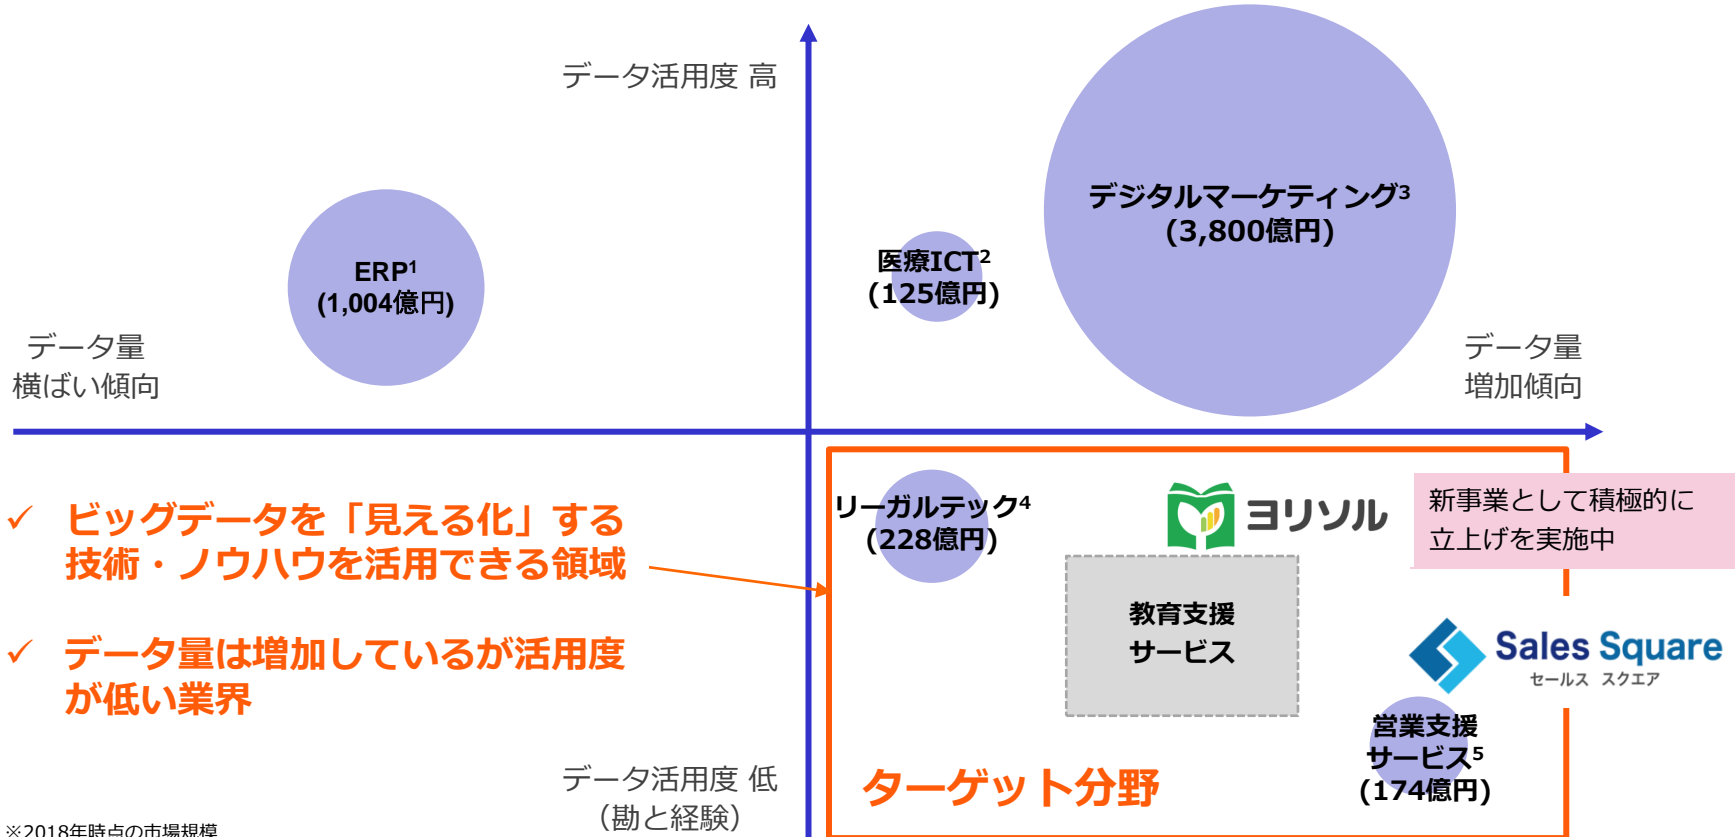 データ活用度 高
デジタルマーケティング3
(3,800億円)
医療ICT2
(125億円)
ERP1
(1,004億円)
データ量
横ばい傾向
データ量
増加傾向
✓ ビッグデータを「見える化」する
技術・ノウハウを活用できる領域
✓ データ量は増加しているが活用度
が低い業界
リーガルテック4
(228億円)
ヨリソル
新事業として積極的に
立上げを実施中
教育支援
サービス
Sales Square
セールス スクエア
営業支援
サービス5
(174億円)
ターゲット分野
データ活用度 低
（勘と経験）
※2018年時点の市場規模